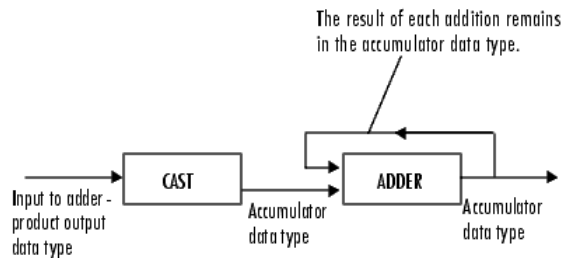 The result of each addition remains
in the accumulator data type.
CAST
ADDER
Input to adder -
product output
data type
Accumulator
data type
Accumulator
data type